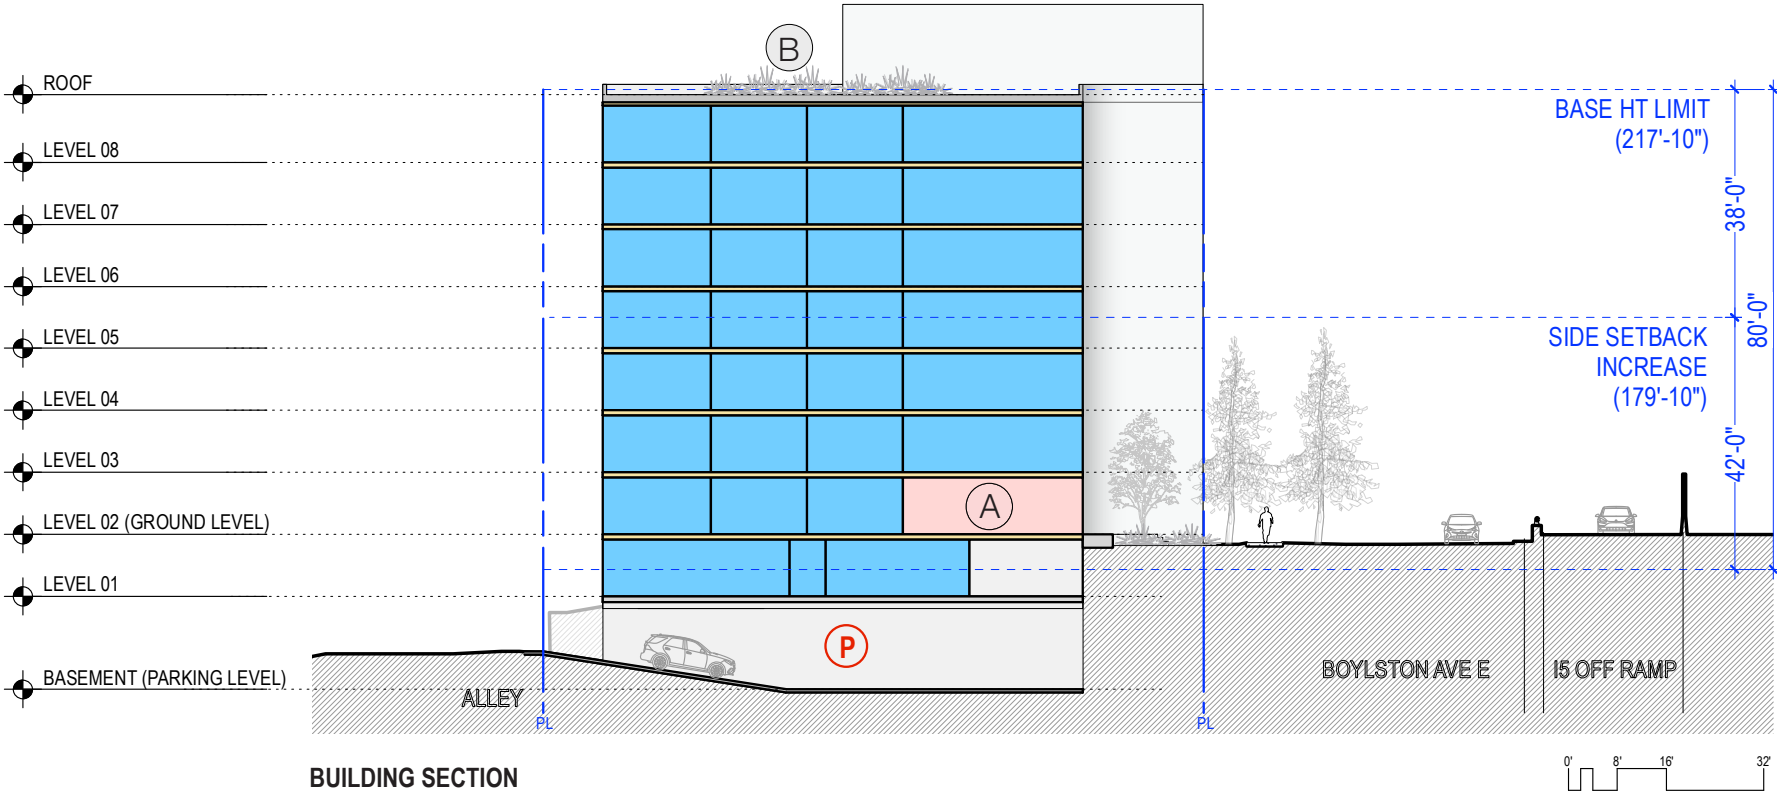 B
ROOF
BASE HT LIMIT
(217'-10")
LEVEL 08
LEVEL 07
38'-0"
LEVEL 06
80'-0"
LEVEL 05
SIDE SETBACK
INCREASE
(179'-10")
LEVEL 04
42'-0"
LEVEL 03
A
LEVEL 02 (GROUND LEVEL)
LEVEL 01
P
BASEMENT (PARKING LEVEL)
ALLEY
BOYLSTON AVE E
I5 OFF RAMP
PL
PL
BUILDING SECTION
0' 8' 16' 32'